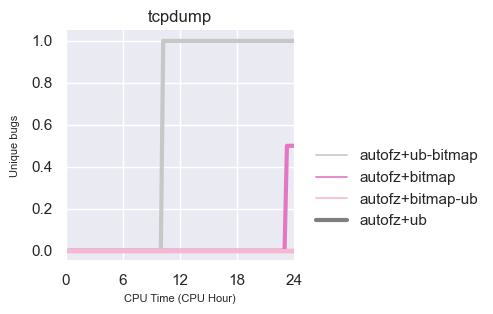 tcpdump
Unique bugs
1.0
0.8
0.6
0.4
0.2
0.0
0 6 12 18 24
CPU Time (CPU Hour)
autofz+ub-bitmap
autofz+bitmap
autofz+bitmap-ub
autofz+ub